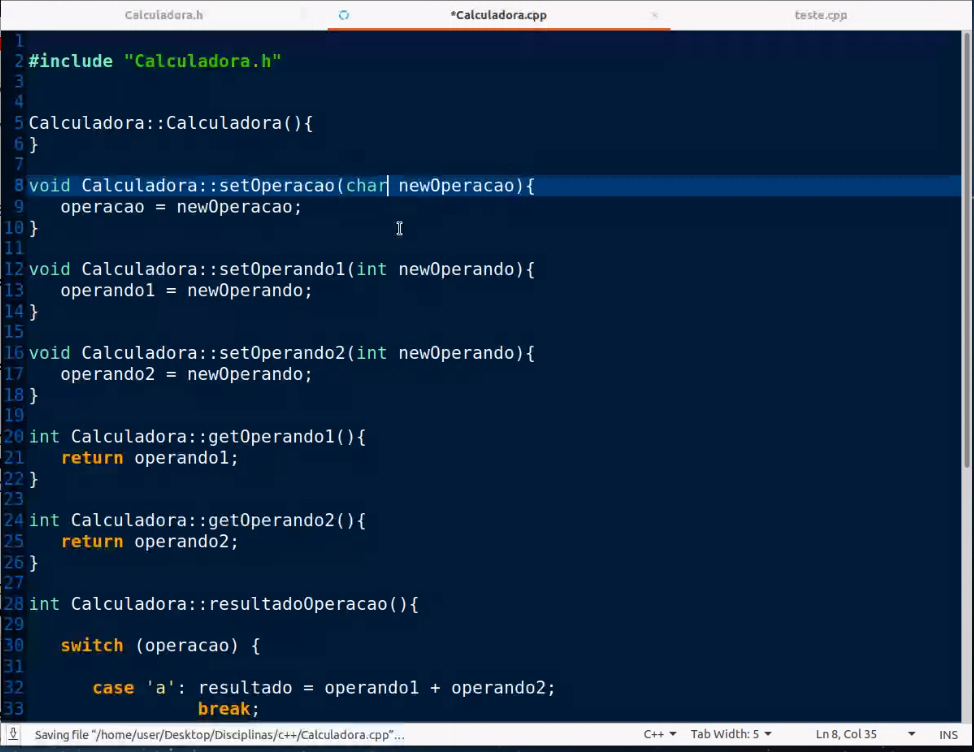 Calculadora.h
*Calculadora.cpp ×
teste.cpp
1
2 #include "Calculadora.h"
3
4
5 Calculadora::Calculadora(){
6 }
7
8 void Calculadora::setOperacao(char newOperacao){
9    operacao = newOperacao;
10 }
11
12 void Calculadora::setOperando1(int newOperando){
13    operando1 = newOperando;
14 }
15
16 void Calculadora::setOperando2(int newOperando){
17    operando2 = newOperando;
18 }
19
20 int Calculadora::getOperando1(){
21    return operando1;
22 }
23
24 int Calculadora::getOperando2(){
25    return operando2;
26 }
27
28 int Calculadora::resultadoOperacao(){
29
30    switch (operacao) {
31
32       case 'a': resultado = operando1 + operando2;
33                 break;
Saving file "/home/user/Desktop/Disciplinas/c++/Calculadora.cpp"... C++ Tab Width: 5 Ln 8, Col 35 INS